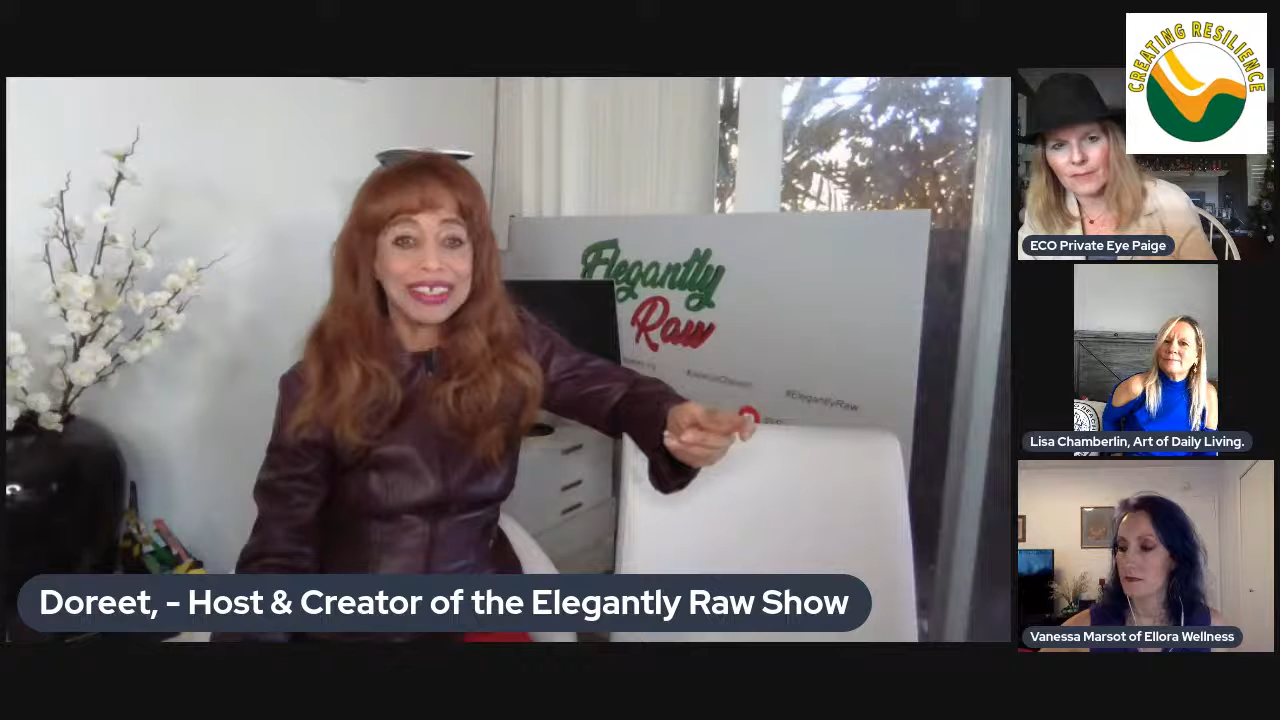 CREATING RESILIENCE
Elegantly
Raw
#ElegantlyRaw
Doreet, - Host & Creator of the Elegantly Raw Show
ECO Private Eye Paige
Lisa Chamberlin, Art of Daily Living.
Vanessa Marsot of Ellora Wellness